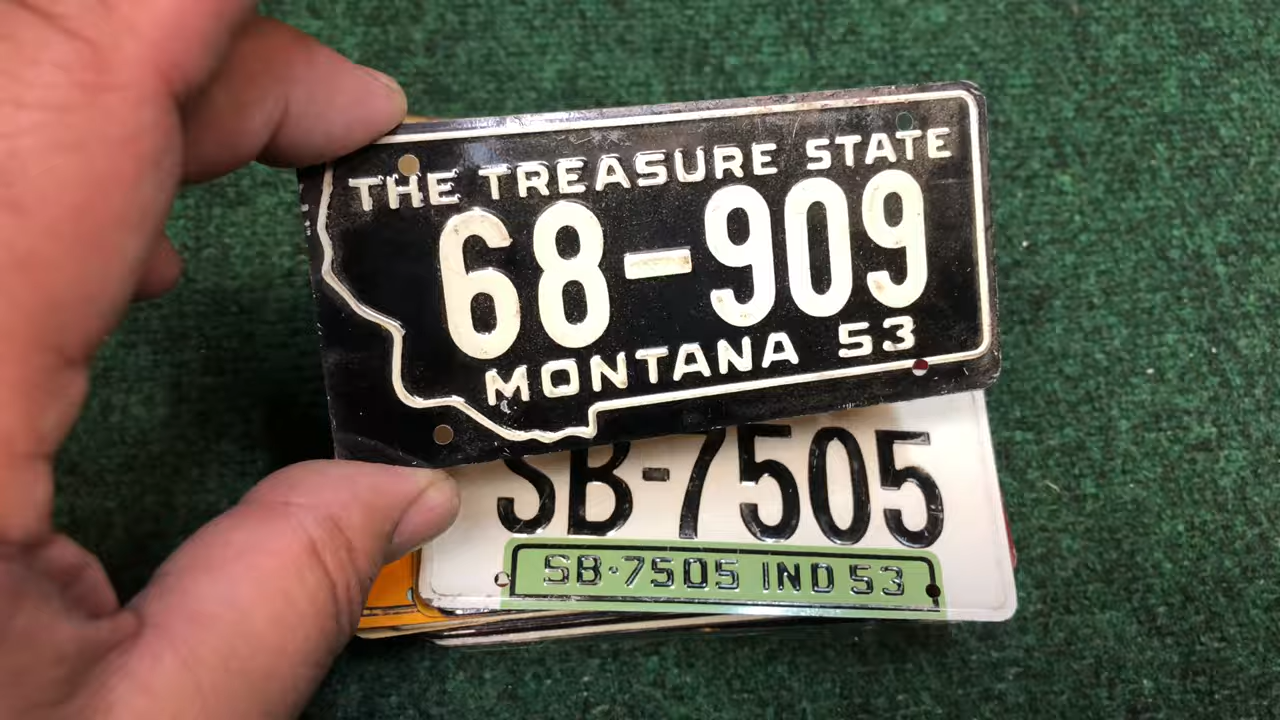 THE TREASURE STATE
68-909
MONTANA 53
SB-7505
SB-7505 IND 53